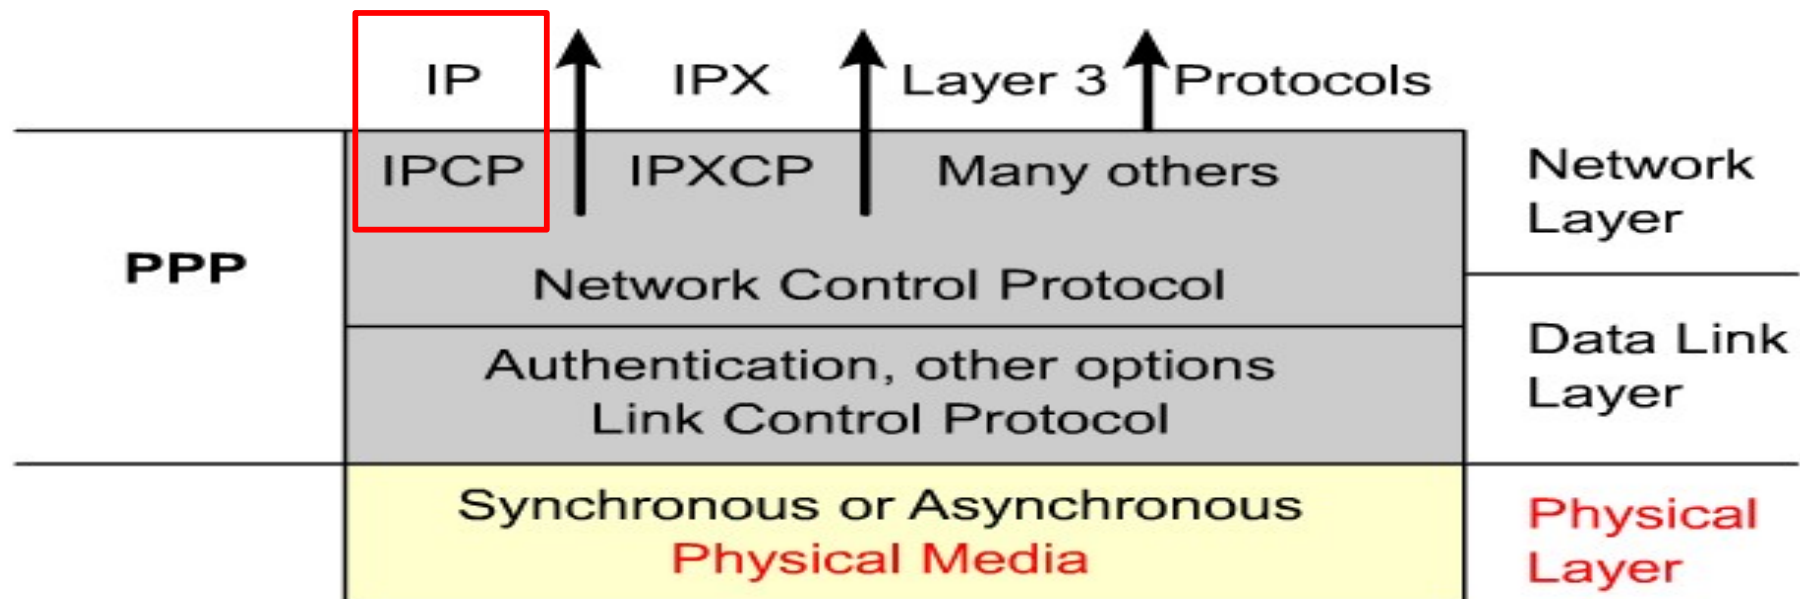 IP IPX Layer 3 Protocols
IPCP IPXCP Many others
Network
Layer
PPP
Network Control Protocol
Data Link
Layer
Authentication, other options
Link Control Protocol
Synchronous or Asynchronous
Physical Media
Physical
Layer